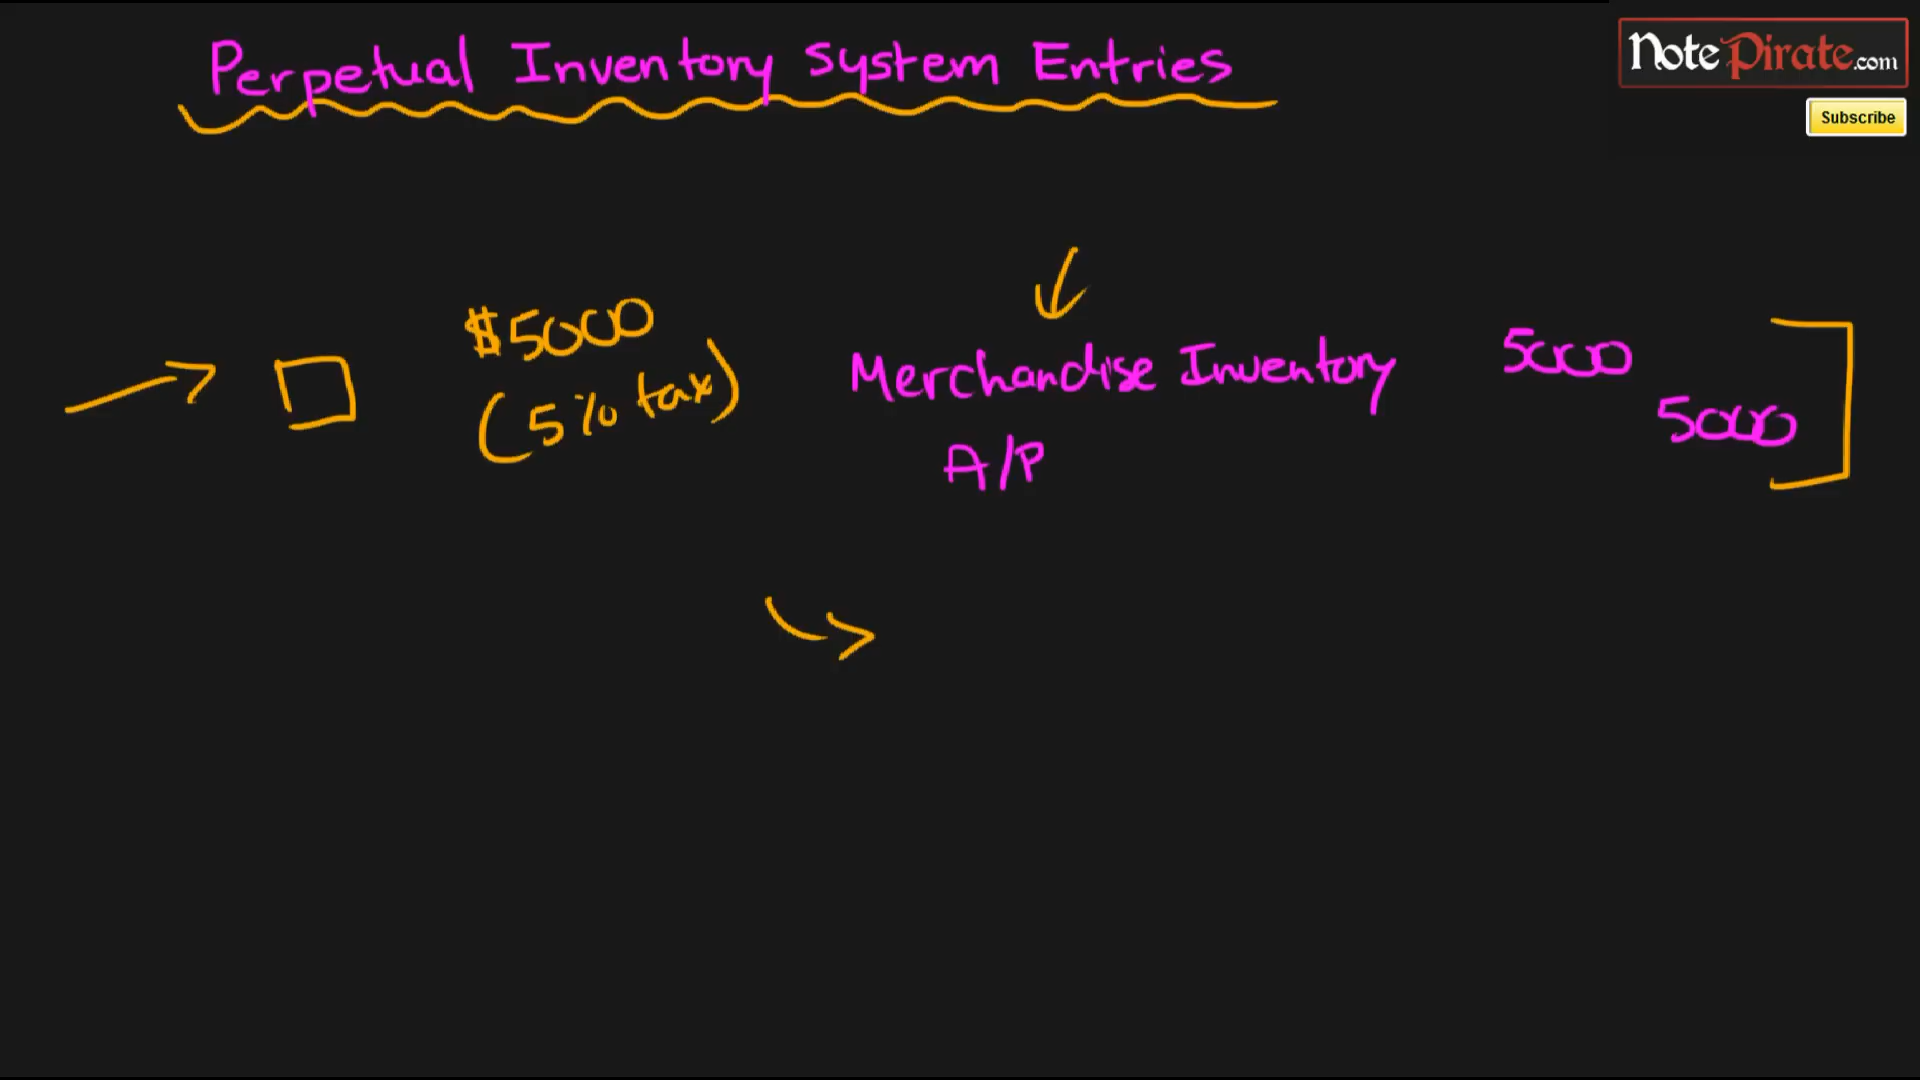 Perpetual Inventory System Entries
NotePirate.com
Subscribe
$5000
(5% tax)
Merchandise Inventory 5000
A/P 5000